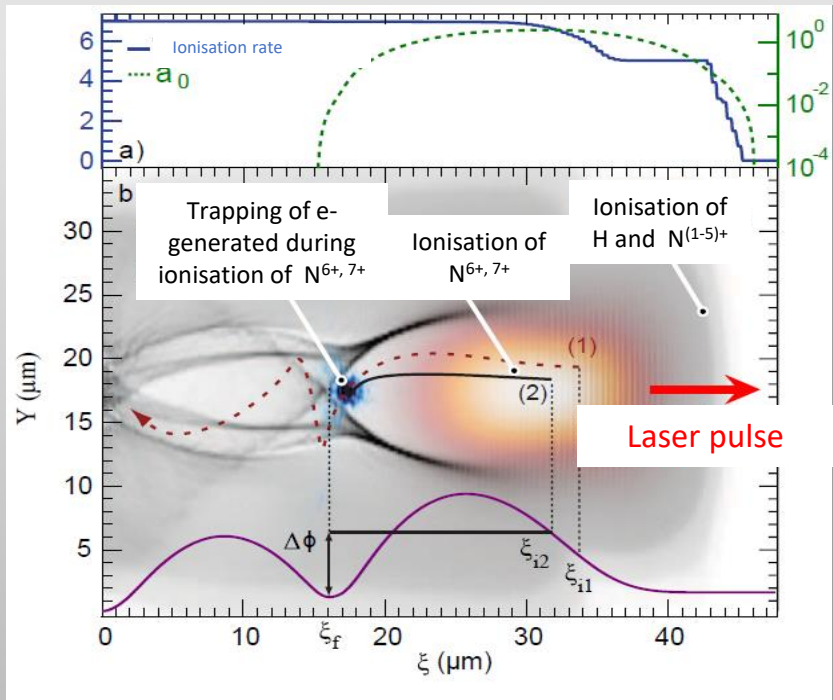 Ionisation rate
a0
6
4
2
0
10^0
10^-2
10^-4
a)
b
Trapping of e-
generated during
ionisation of N^6+, 7+
Ionisation of
N^6+, 7+
Ionisation of
H and N^(1-5)+
30
25
20
15
10
5
Y (μm)
(1)
(2)
Laser pulse
Δϕ
ξi2
ξi1
0
10
ξf
20
30
40
ξ (μm)